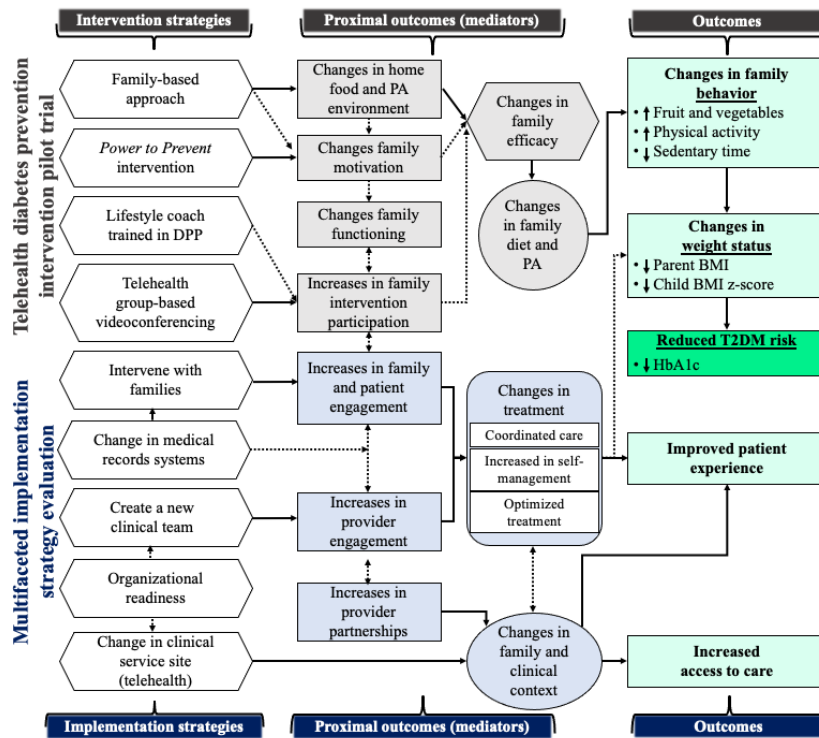 Intervention strategies
Proximal outcomes (mediators)
Outcomes
Telehealth diabetes prevention
intervention pilot trial
Family-based
approach
Power to Prevent
intervention
Lifestyle coach
trained in DPP
Telehealth
group-based
videoconferencing
Changes in home
food and PA
environment
Changes family
motivation
Changes family
functioning
Increases in family
intervention
participation
Changes in
family
efficacy
Changes
in family
diet and
PA
Changes in family
behavior
• Fruit and vegetables
• Physical activity
• Sedentary time
Changes in
weight status
• Parent BMI
• Child BMI z-score
Reduced T2DM risk
• HbA1c
Multifaceted implementation
strategy evaluation
Intervene with
families
Change in medical
records systems
Create a new
clinical team
Organizational
readiness
Change in clinical
service site
(telehealth)
Increases in family
and patient
engagement
Increases in
provider
engagement
Increases in
provider
partnerships
Changes in
treatment
Coordinated care
Increased in self-
management
Optimized
treatment
Changes in
family and
clinical
context
Improved patient
experience
Increased
access to care
Implementation strategies
Proximal outcomes (mediators)
Outcomes